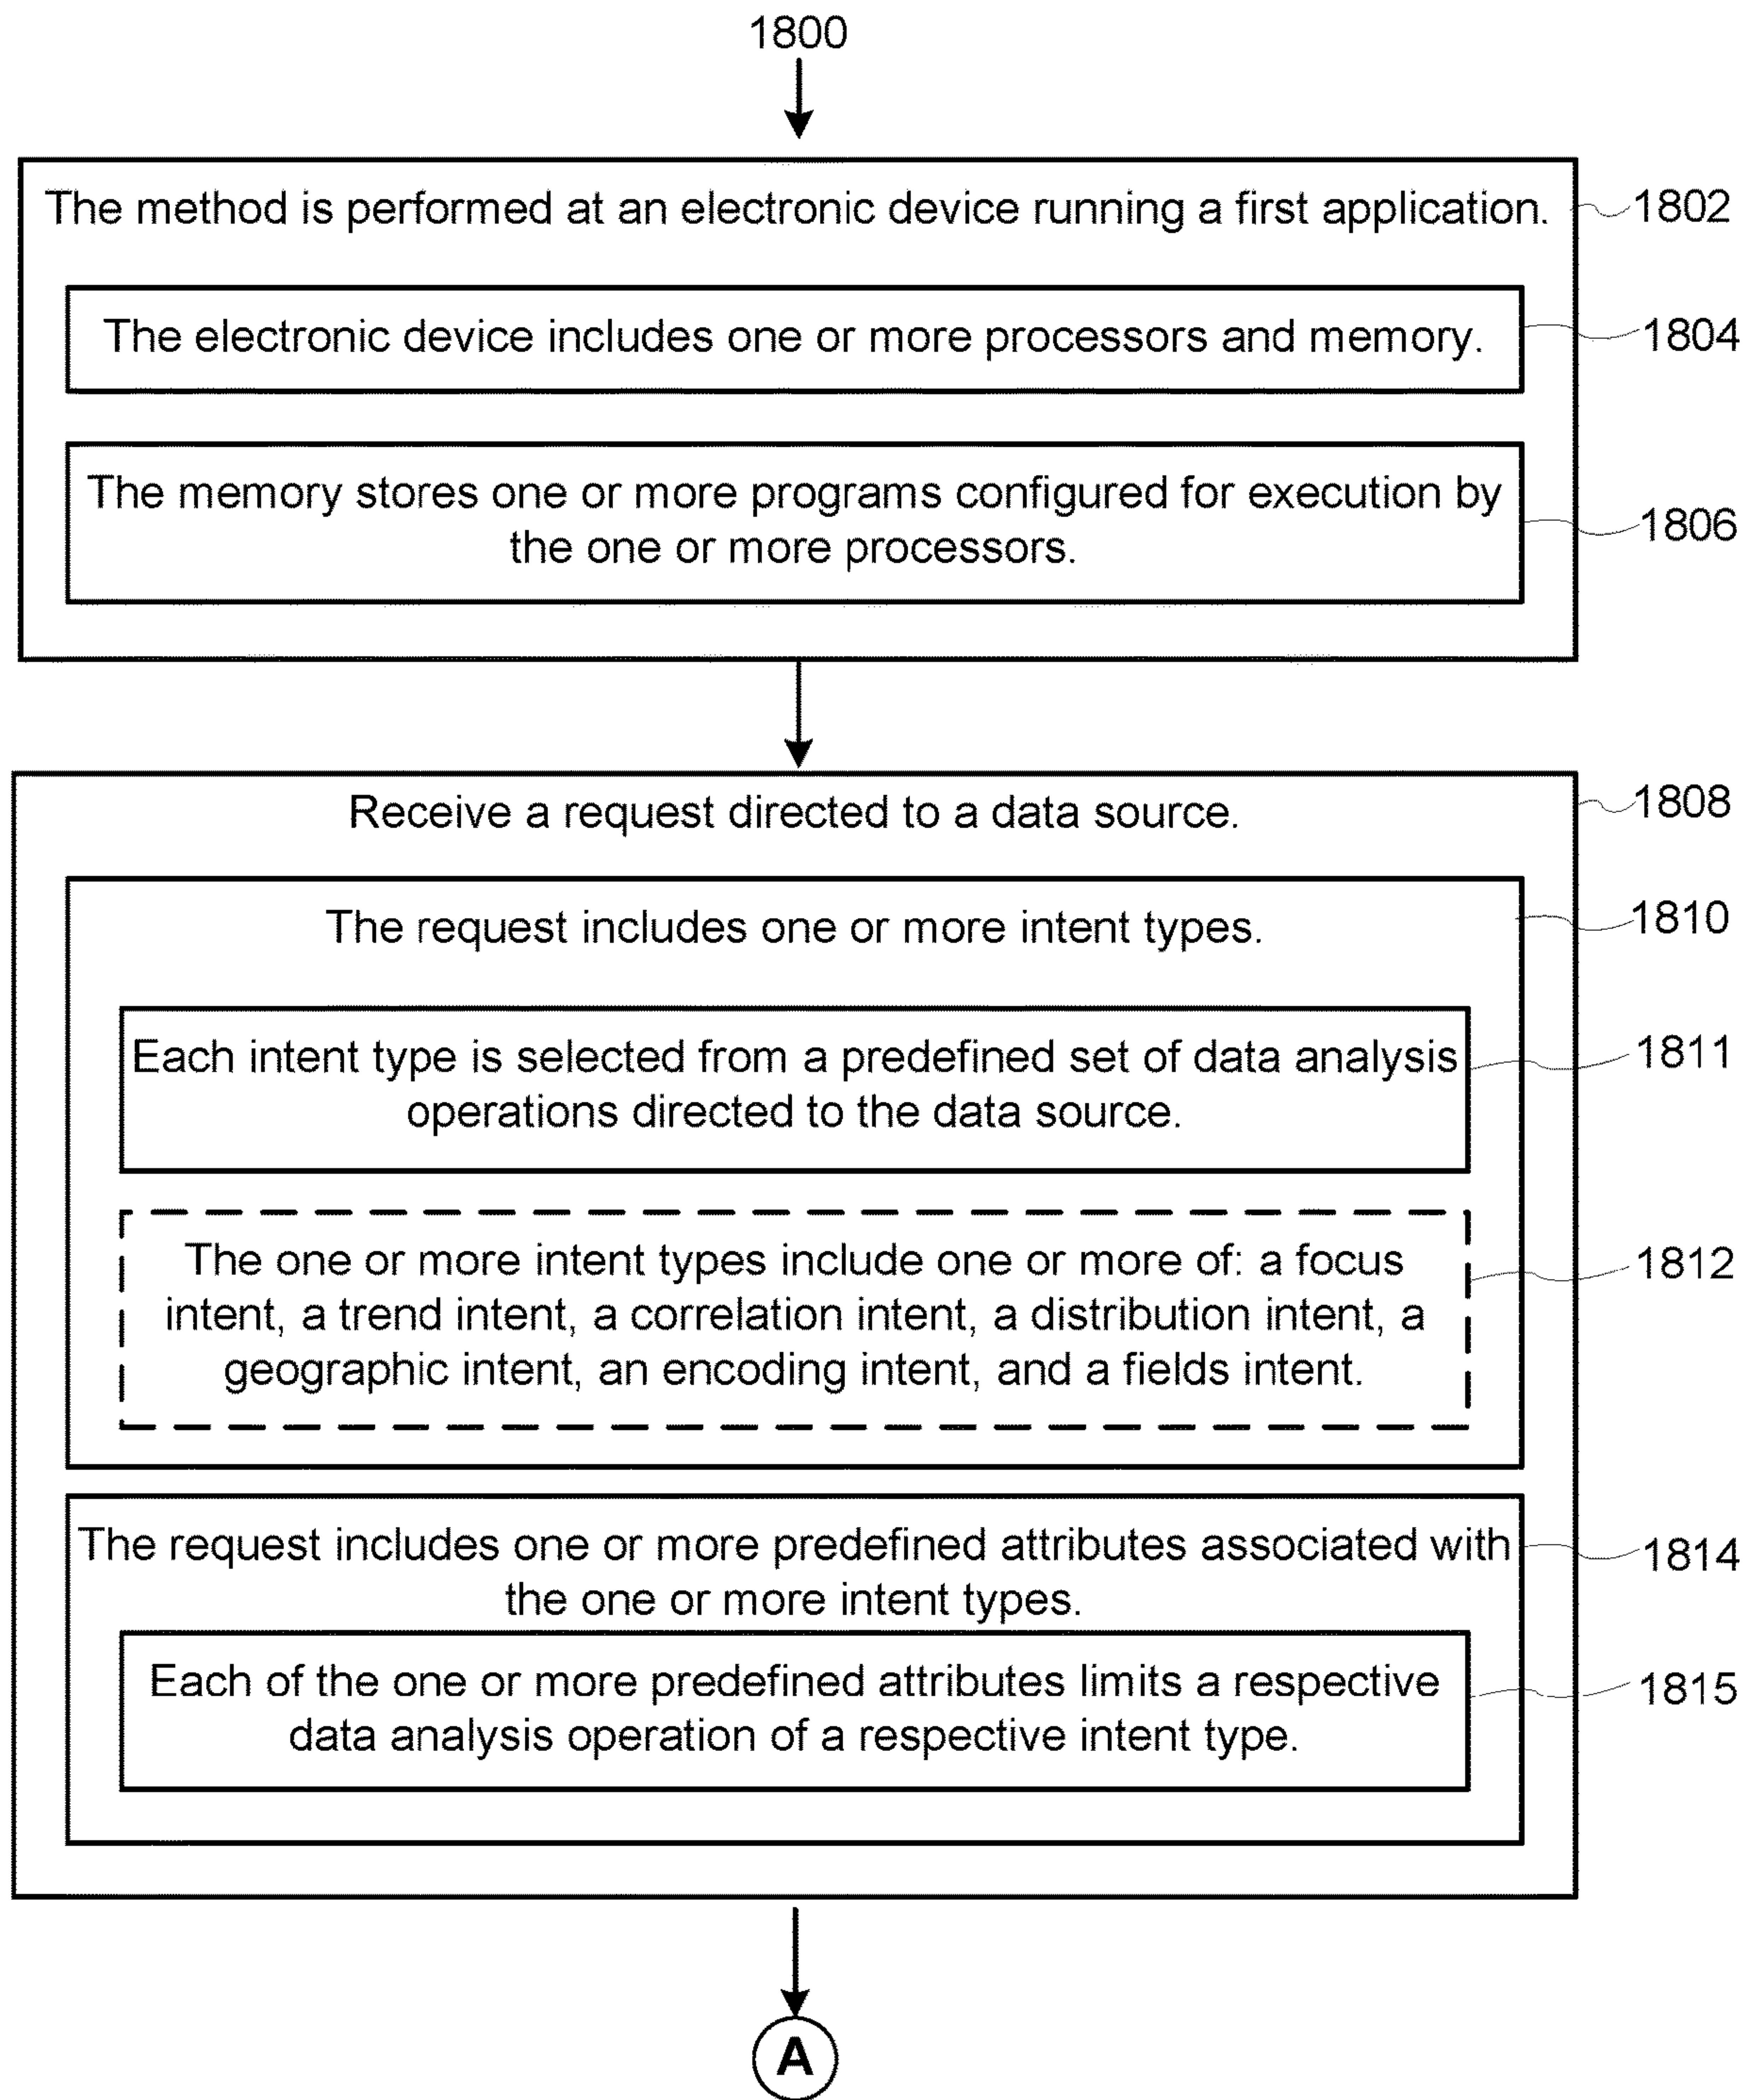 1800
The method is performed at an electronic device running a first application.
1802
The electronic device includes one or more processors and memory.
1804
The memory stores one or more programs configured for execution by
the one or more processors.
1806
Receive a request directed to a data source.
1808
The request includes one or more intent types.
1810
Each intent type is selected from a predefined set of data analysis
operations directed to the data source.
1811
The one or more intent types include one or more of: a focus
intent, a trend intent, a correlation intent, a distribution intent, a
geographic intent, an encoding intent, and a fields intent.
1812
The request includes one or more predefined attributes associated with
the one or more intent types.
1814
Each of the one or more predefined attributes limits a respective
data analysis operation of a respective intent type.
1815
A